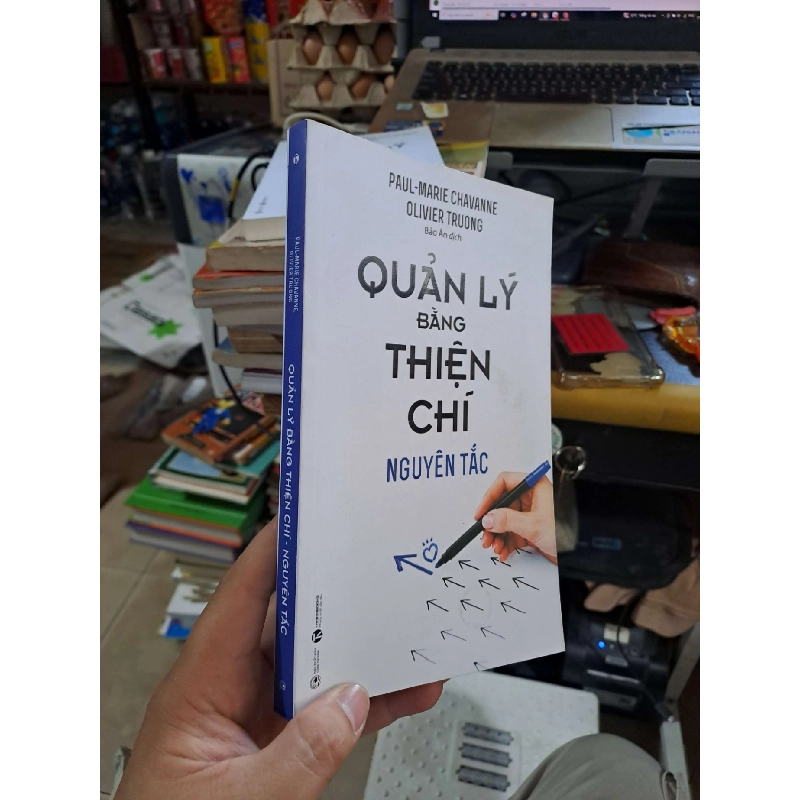 PAUL-MARIE CHAVANNE
OLIVIER TRUONG
Bảo Ân dịch
QUẢN LÝ
BẰNG
THIỆN
CHÍ
NGUYÊN TẮC
PAUL-MARIE CHAVANNE
OLIVIER TRUONG
QUẢN LÝ BẰNG THIỆN CHÍ - NGUYÊN TẮC